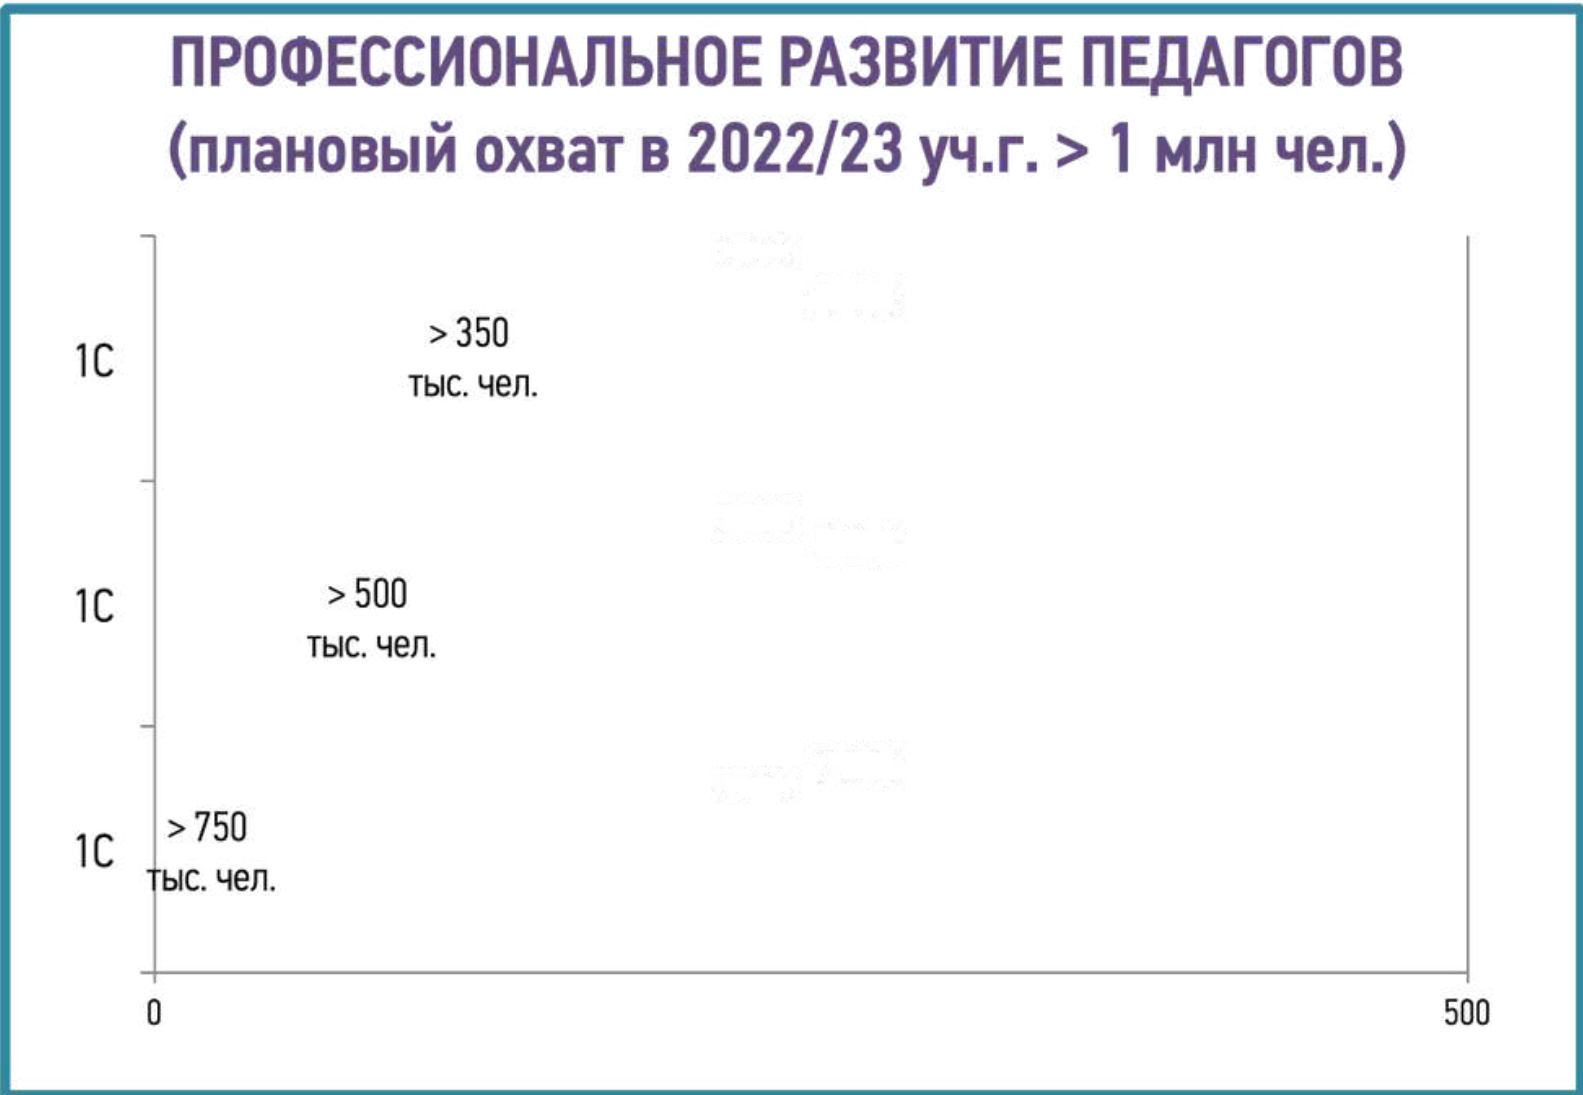 ПРОФЕССИОНАЛЬНОЕ РАЗВИТИЕ ПЕДАГОГОВ
(плановый охват в 2022/23 уч.г. > 1 млн чел.)
1С
> 350
тыс. чел.
1С
> 500
тыс. чел.
1С
> 750
тыс. чел.
0
500